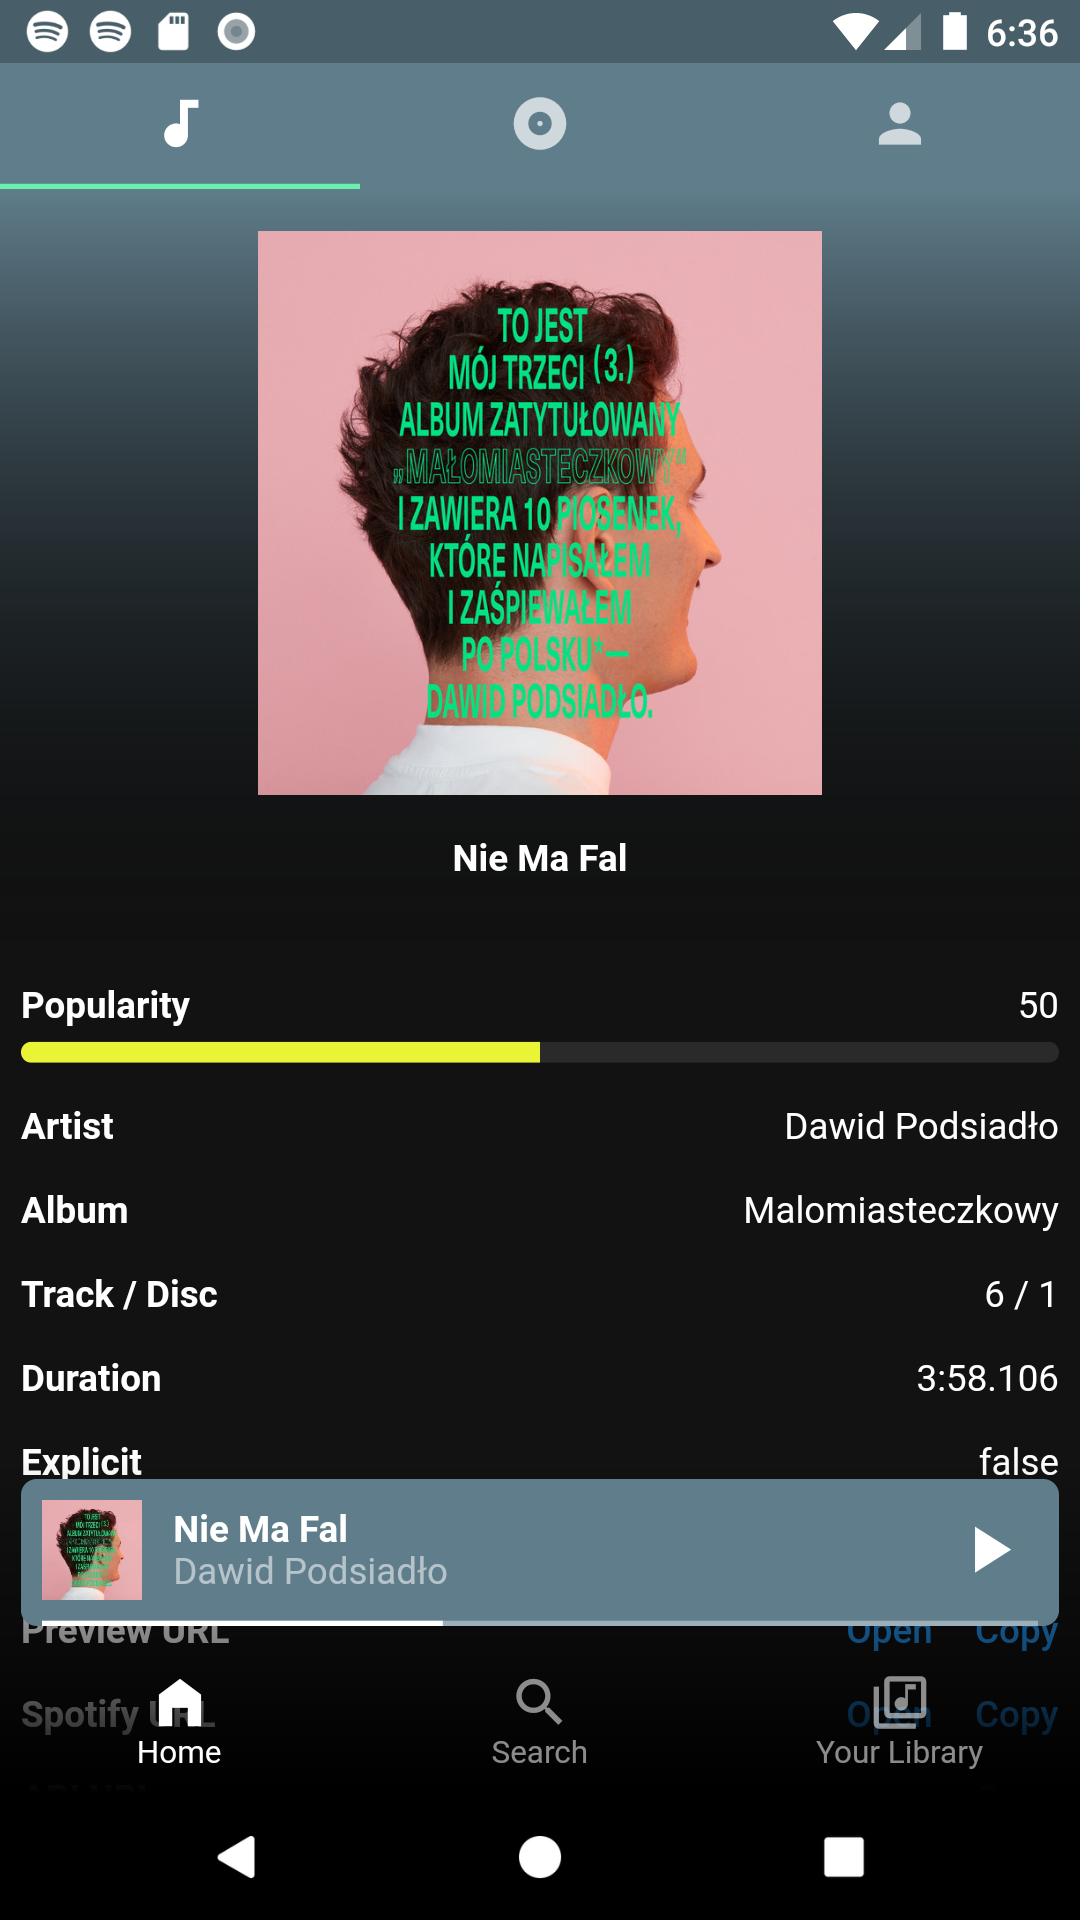 6:36
TO JEST
MÓJ TRZECI (3.)
ALBUM ZATYTUŁOWANY
„MAŁOMIASTECZKOWY”
I ZAWIERA 10 PIOSENEK,
KTÓRE NAPISAŁEM
I ZAŚPIEWAŁEM
PO POLSKU*—
DAWID PODSIADŁO.
Nie Ma Fal
Popularity 50
Artist Dawid Podsiadło
Album Malomiasteczkowy
Track / Disc 6 / 1
Duration 3:58.106
Explicit false
Nie Ma Fal
Dawid Podsiadło
Preview URL Open Copy
Spotify URL Open Copy
Home Search Your Library